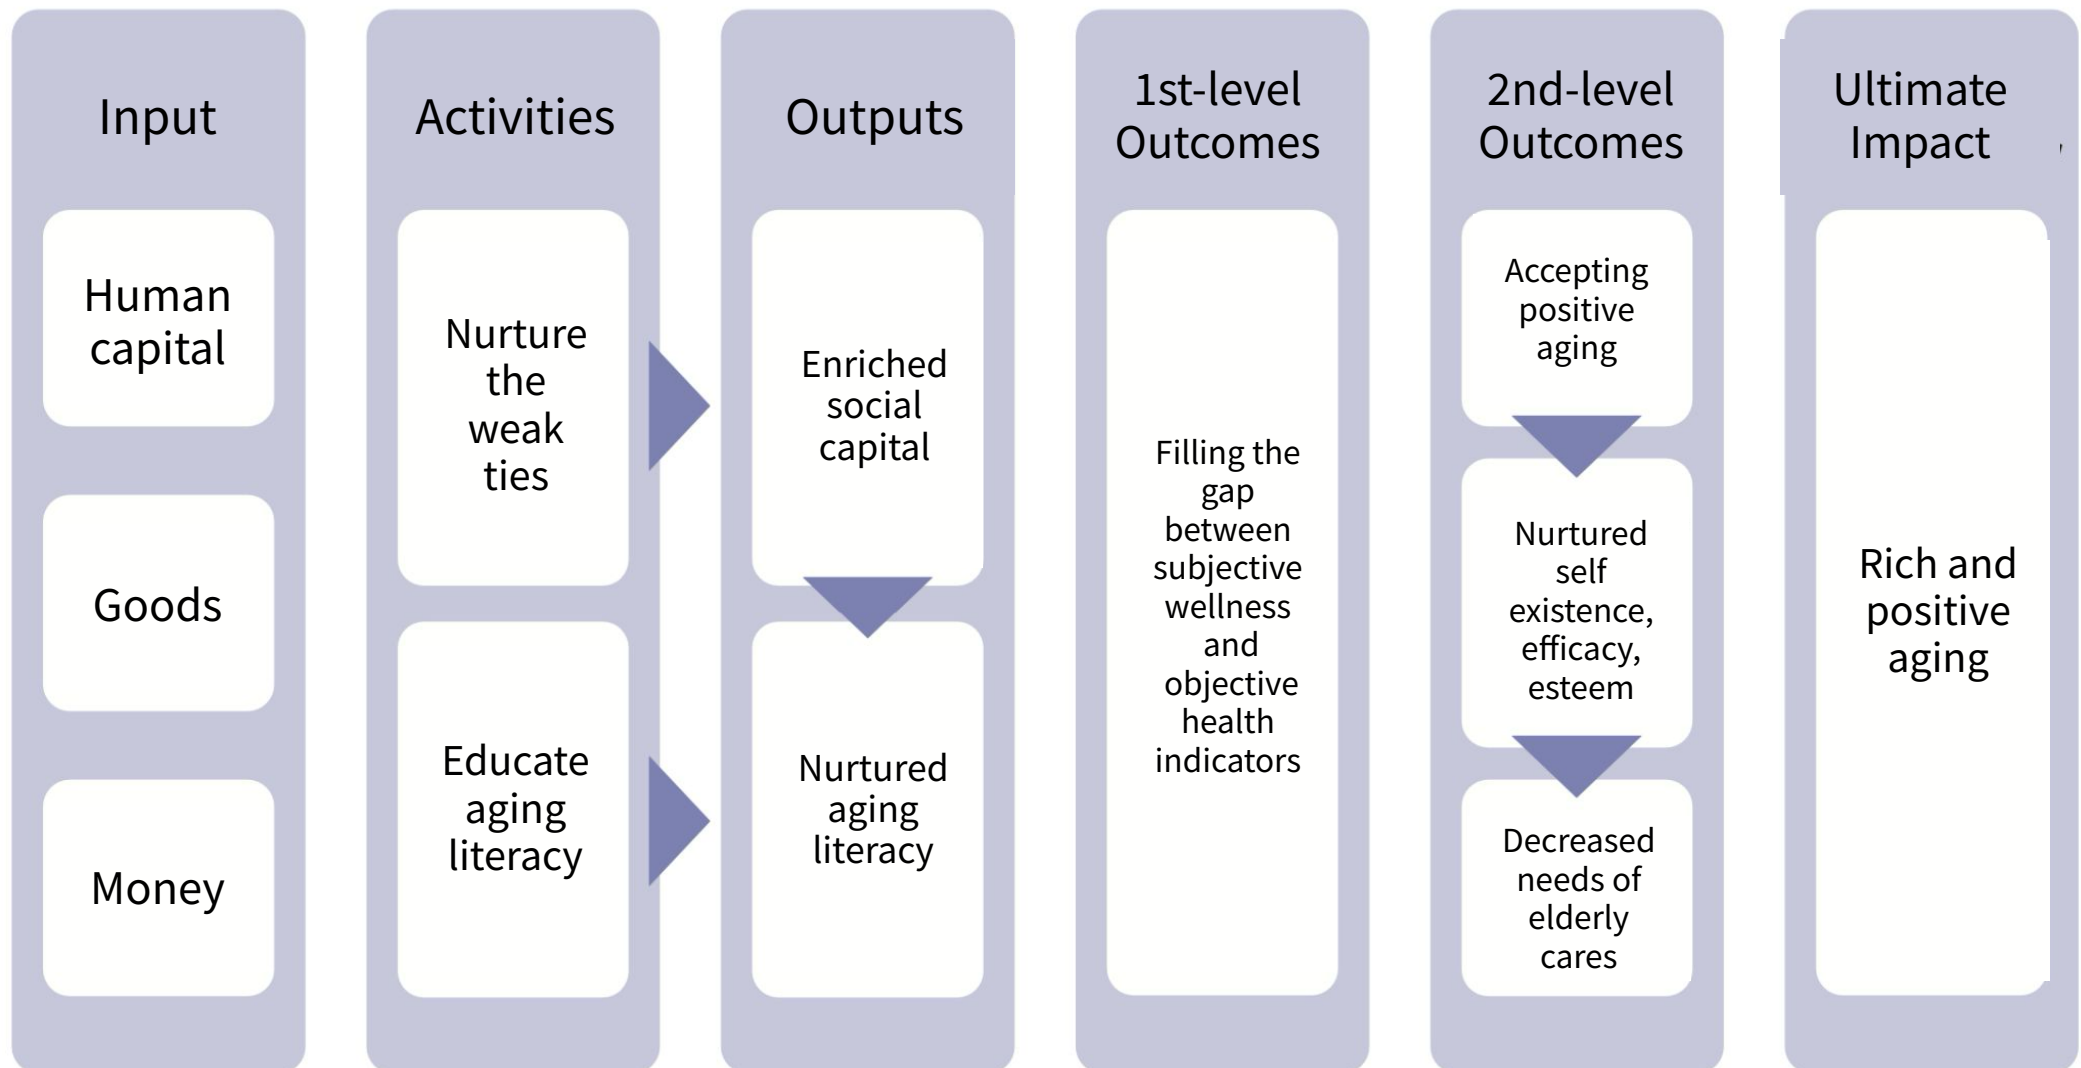 Input
Human
capital
Goods
Money
Activities
Nurture
the
weak
ties
Educate
aging
literacy
Outputs
Enriched
social
capital
Nurtured
aging
literacy
1st-level
Outcomes
Filling the
gap
between
subjective
wellness
and
objective
health
indicators
2nd-level
Outcomes
Accepting
positive
aging
Nurtured
self
existence,
efficacy,
esteem
Decreased
needs of
elderly
cares
Ultimate
Impact
Rich and
positive
aging